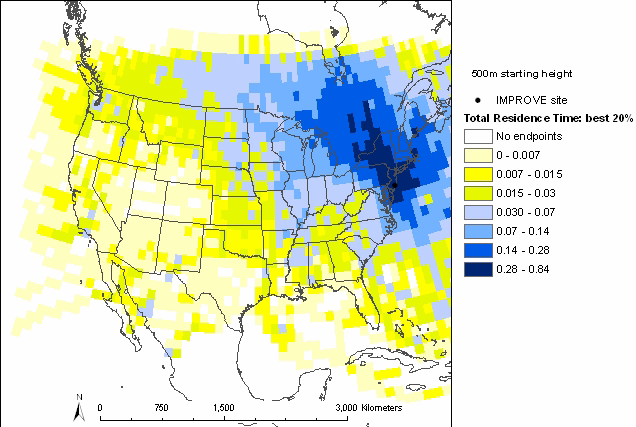 500m starting height
IMPROVE site
Total Residence Time: best 20%
No endpoints
0 - 0.007
0.007 - 0.015
0.015 - 0.03
0.030 - 0.07
0.07 - 0.14
0.14 - 0.28
0.28 - 0.84
N
0 750 1,500 3,000 Kilometers